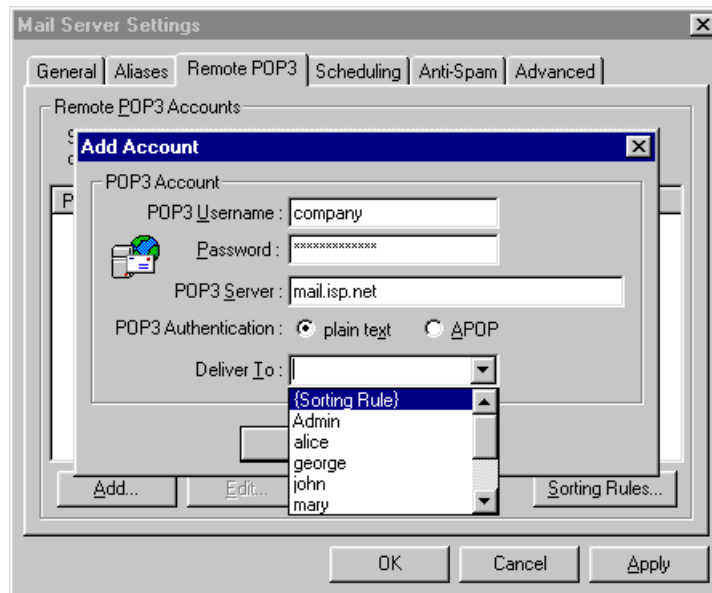 Mail Server Settings
General Aliases Remote POP3 Scheduling Anti-Spam Advanced
Remote POP3 Accounts
Add Account
P
POP3 Account
POP3 Username : company
Password : xxxxxxxxxxxxx
POP3 Server : mail.isp.net
POP3 Authentication : plain text APOP
Deliver To :
{Sorting Rule}
Admin
alice
george
john
mary
Add... Edit... Sorting Rules...
OK Cancel Apply